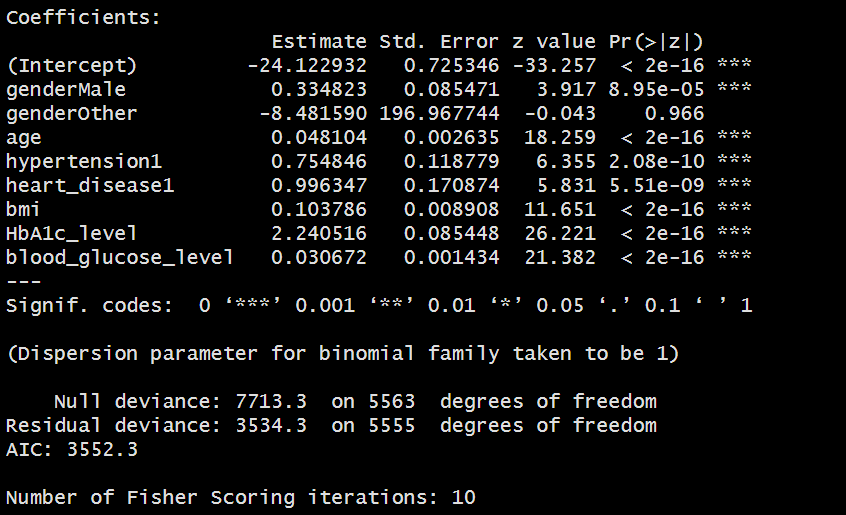 Coefficients:
                      Estimate Std. Error z value Pr(>|z|)
(Intercept)         -24.122932   0.725346 -33.257  < 2e-16 ***
genderMale            0.334823   0.085471   3.917 8.95e-05 ***
genderOther          -8.481590 196.967744  -0.043    0.966
age                   0.048104   0.002635  18.259  < 2e-16 ***
hypertension1         0.754846   0.118779   6.355 2.08e-10 ***
heart_disease1        0.996347   0.170874   5.831 5.51e-09 ***
bmi                   0.103786   0.008908  11.651  < 2e-16 ***
HbA1c_level           2.240516   0.085448  26.221  < 2e-16 ***
blood_glucose_level   0.030672   0.001434  21.382  < 2e-16 ***
---
Signif. codes:  0 ‘***’ 0.001 ‘**’ 0.01 ‘*’ 0.05 ‘.’ 0.1 ‘ ’ 1
(Dispersion parameter for binomial family taken to be 1)
    Null deviance: 7713.3  on 5563  degrees of freedom
Residual deviance: 3534.3  on 5555  degrees of freedom
AIC: 3552.3
Number of Fisher Scoring iterations: 10